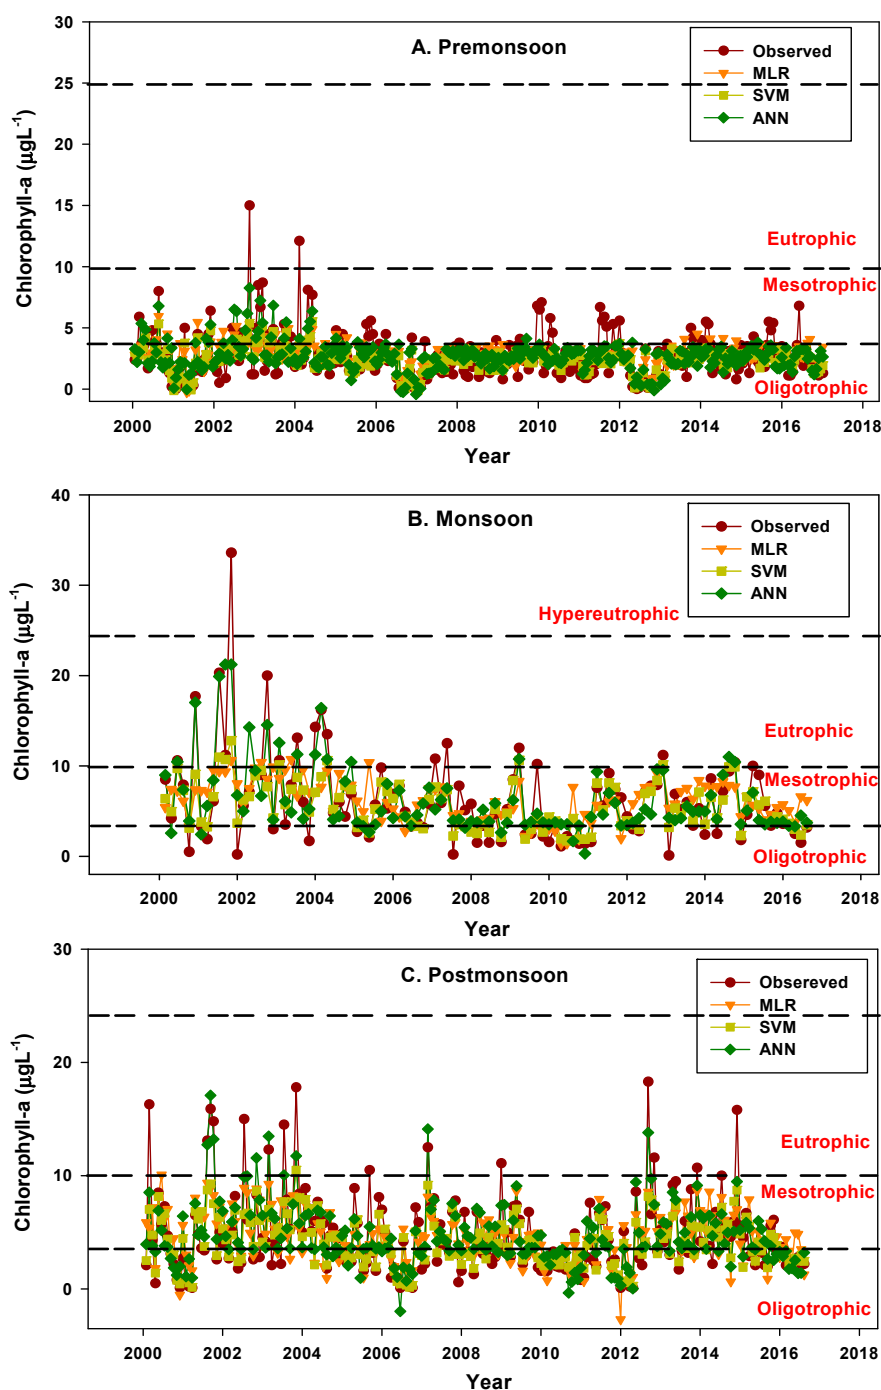 A. Premonsoon
Observed
MLR
SVM
ANN
30
25
20
15
10
5
0
Chlorophyll-a (µgL⁻¹)
Eutrophic
Mesotrophic
Oligotrophic
2000 2002 2004 2006 2008 2010 2012 2014 2016 2018
Year
B. Monsoon
Observed
MLR
SVM
ANN
40
30
20
10
0
Chlorophyll-a (µgL⁻¹)
Hypereutrophic
Eutrophic
Mesotrophic
Oligotrophic
2000 2002 2004 2006 2008 2010 2012 2014 2016 2018
Year
C. Postmonsoon
Obsereved
MLR
SVM
ANN
30
20
10
0
Chlorophyll-a (µgL⁻¹)
Eutrophic
Mesotrophic
Oligotrophic
2000 2002 2004 2006 2008 2010 2012 2014 2016 2018
Year